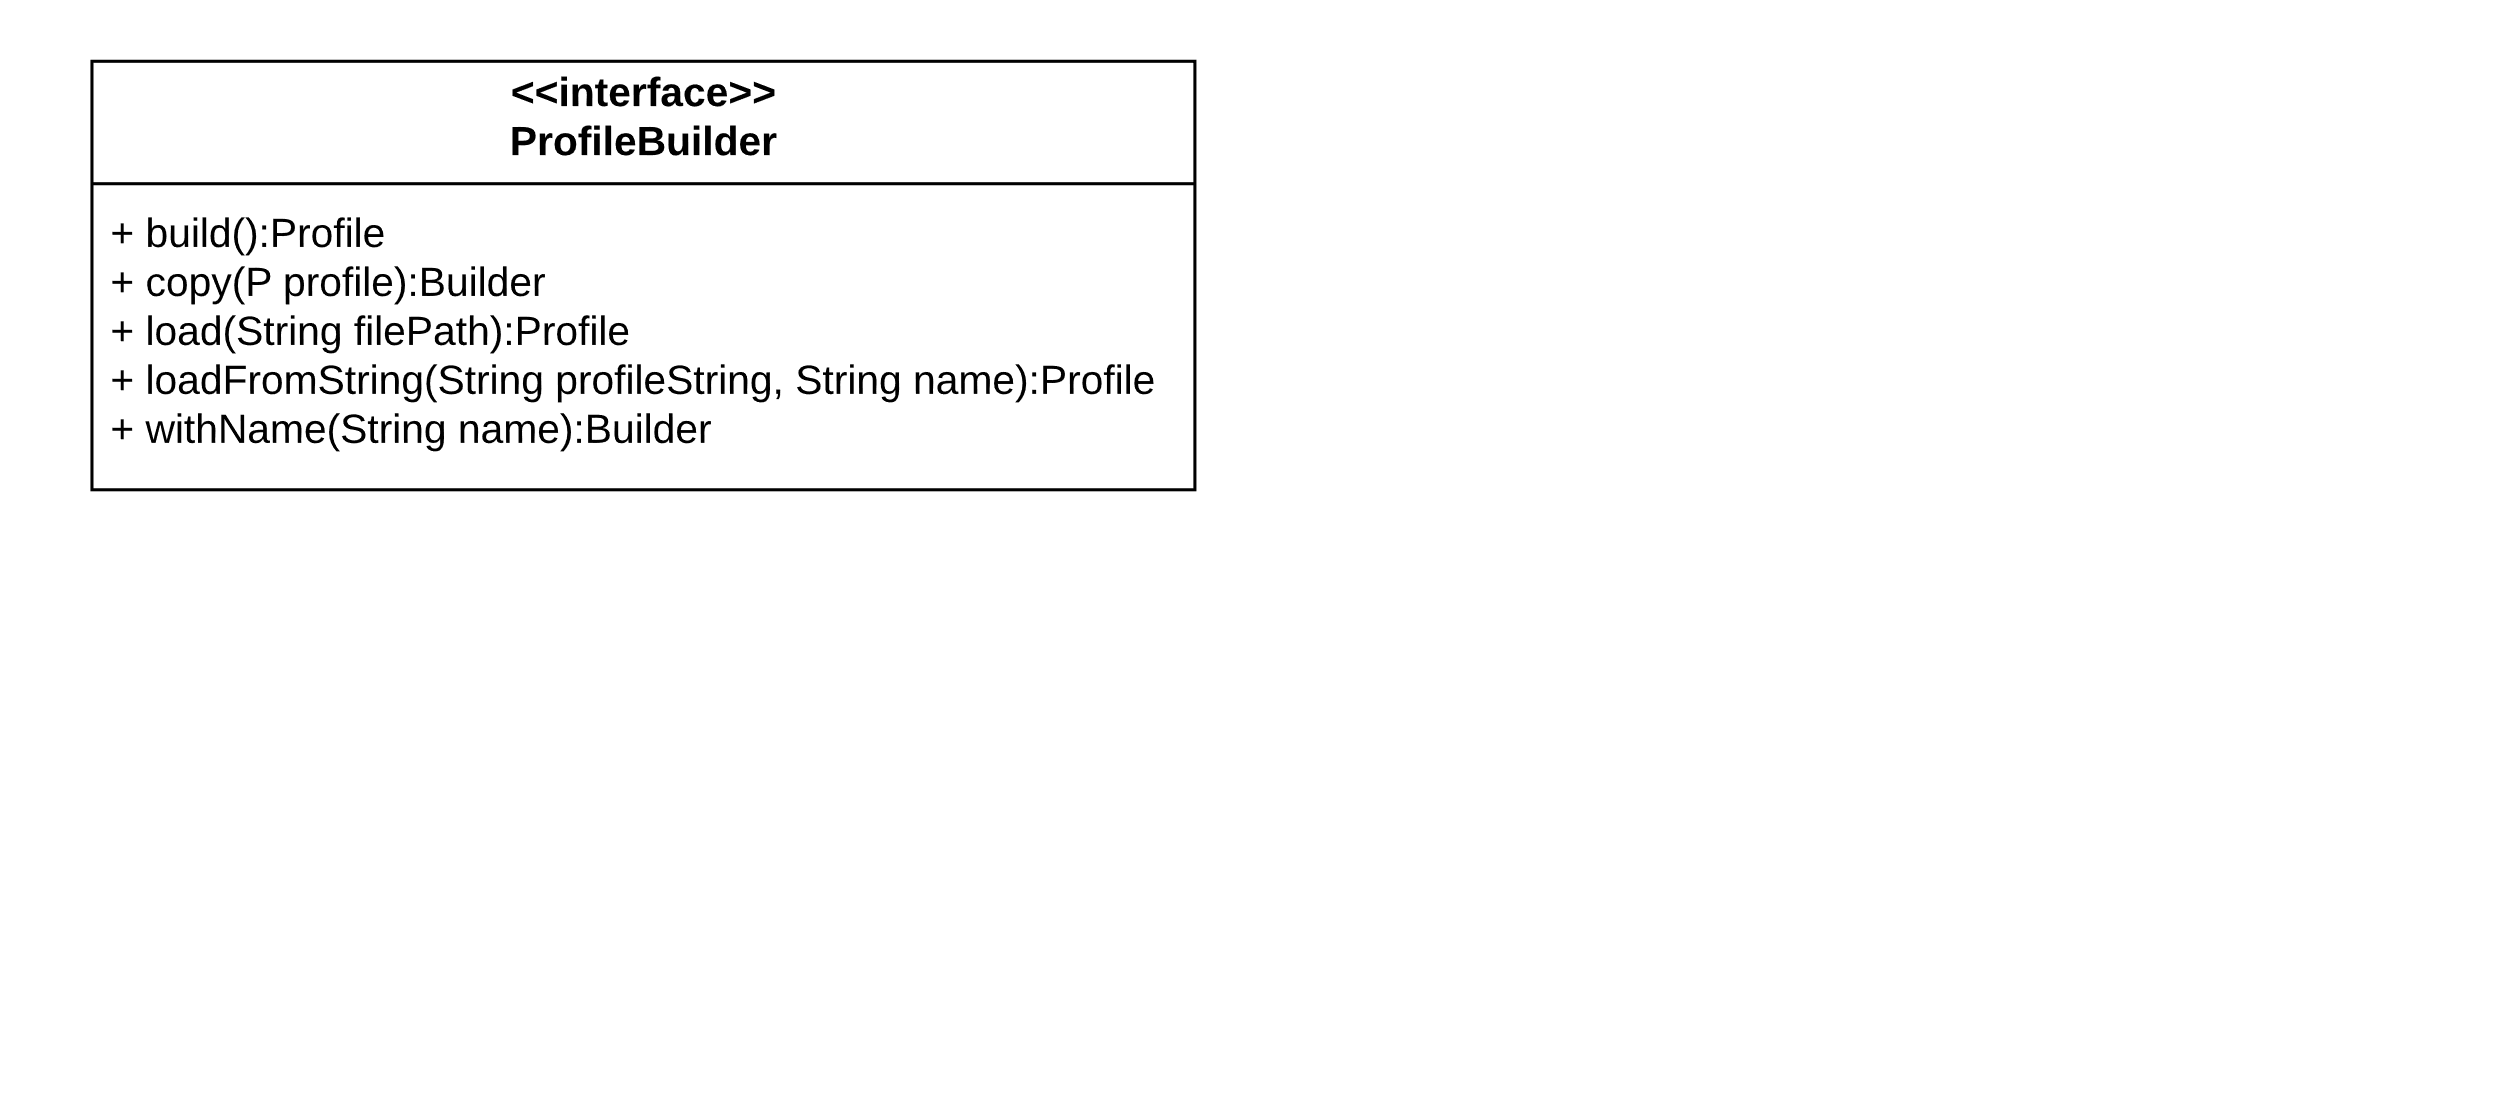 <<interface>>
ProfileBuilder
+ build():Profile
+ copy(P profile):Builder
+ load(String filePath):Profile
+ loadFromString(String profileString, String name):Profile
+ withName(String name):Builder